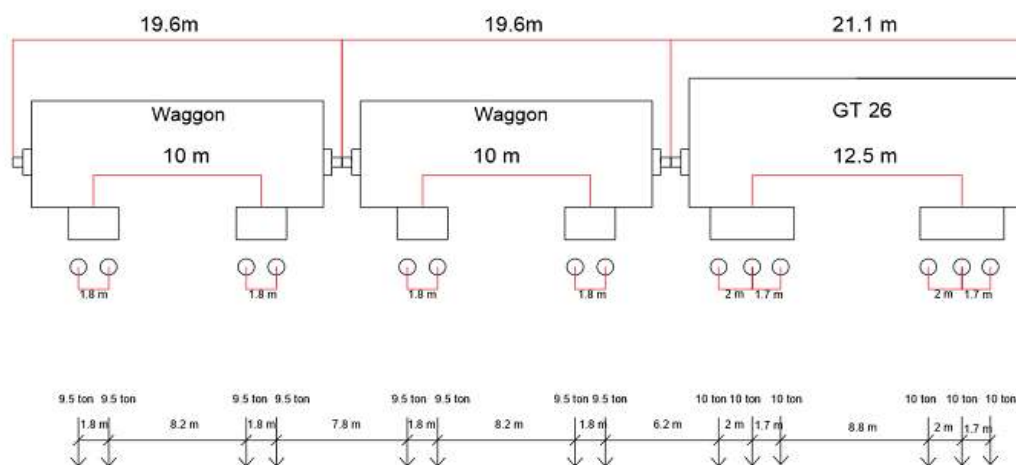 19.6m 19.6m 21.1 m
Waggon Waggon GT 26
10 m 10 m 12.5 m
1.8 m 1.8 m 1.8 m 1.8 m 2 m 1.7 m 2 m 1.7 m
9.5 ton 9.5 ton 9.5 ton 9.5 ton 9.5 ton 9.5 ton 9.5 ton 9.5 ton 10 ton 10 ton 10 ton 10 ton 10 ton 10 ton
1.8 m 8.2 m 1.8 m 7.8 m 1.8 m 8.2 m 1.8 m 6.2 m 2 m 1.7 m 8.8 m 2 m 1.7 m